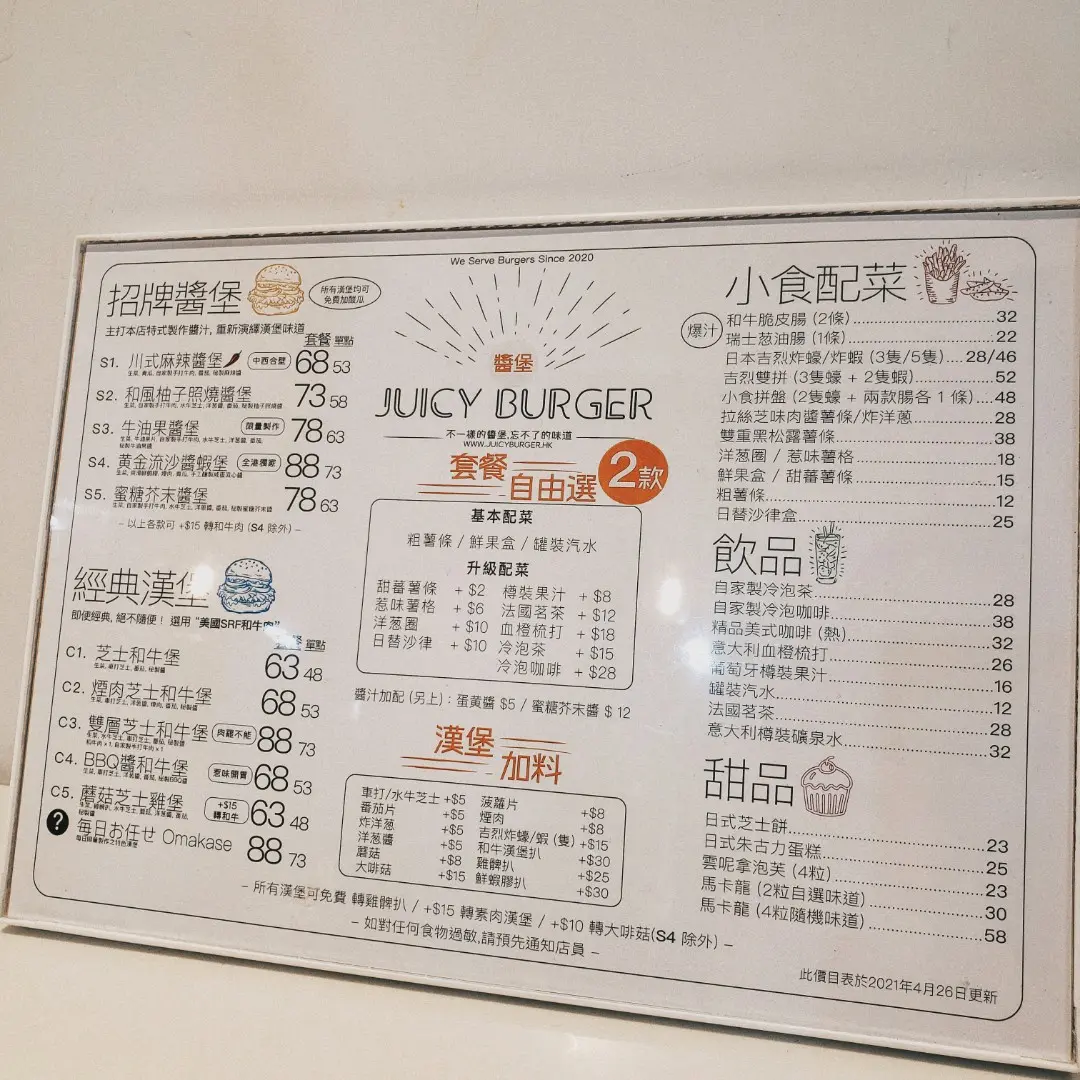 We Serve Burgers Since 2020
醬堡
JUICY BURGER
不一樣的醬堡,忘不了的味道
WWW.JUICYBURGER.HK
招牌醬堡
所有漢堡均可
免費加酸瓜
主打本店特式製作醬汁, 重新演繹漢堡味道
套餐 單點
S1. 川式麻辣醬堡 中西合壁 68 53
S2. 和風柚子照燒醬堡 73 58
S3. 牛油果醬堡 限量製作 78 63
S4. 黃金流沙醬蝦堡 全港獨家 88 73
S5. 蜜糖芥末醬堡 78 63
- 以上各款可 +$15 轉和牛肉 (S4 除外) -
經典漢堡
即使經典, 絕不隨便! 選用 "美國SRF和牛肉"
套餐 單點
C1. 芝士和牛堡 63 48
C2. 煙肉芝士和牛堡 68 53
C3. 雙層芝士和牛堡 肉罷不能 88 73
C4. BBQ醬和牛堡 惹味開胃 68 53
C5. 蘑菇芝士雞堡 +$15 轉和牛 63 48
? 毎日お任せ Omakase 88 73
套餐 自由選 2款
基本配菜
粗薯條 / 鮮果盒 / 罐裝汽水
升級配菜
甜蕃薯條 + $2 樽裝果汁 + $8
惹味薯格 + $6 法國茗茶 + $12
洋葱圈 + $10 血橙梳打 + $18
日替沙律 + $10 冷泡茶 + $15
冷泡咖啡 + $28
醬汁加配 (另上) : 蛋黃醬 $5 / 蜜糖芥末醬 $ 12
漢堡 加料
車打/水牛芝士 +$5 菠蘿片 +$8
番茄片 +$5 煙肉 +$8
炸洋葱 +$5 吉烈炸蠔/蝦 (隻) +$15
洋葱醬 +$5 和牛漢堡扒 +$30
蘑菇 +$8 雞髀扒 +$25
大啡菇 +$15 鮮蝦膠扒 +$30
小食配菜
爆汁
和牛脆皮腸 (2條) 32
瑞士葱油腸 (1條) 22
日本吉烈炸蠔/炸蝦 (3隻/5隻) 28/46
吉烈雙拼 (3隻蠔 + 2隻蝦) 52
小食拼盤 (2隻蠔 + 兩款腸各 1 條) 48
拉絲芝味肉醬薯條/炸洋葱 28
雙重黑松露薯條 38
洋葱圈 / 惹味薯格 18
鮮果盒 / 甜蕃薯條 15
粗薯條 12
日替沙律盒 25
飲品
自家製冷泡茶 28
自家製冷泡咖啡 38
精品美式咖啡 (熱) 32
意大利血橙梳打 26
葡萄牙樽裝果汁 16
罐裝汽水 12
法國茗茶 28
意大利樽裝礦泉水 32
甜品
日式芝士餅 23
日式朱古力蛋糕 25
雲呢拿泡芙 (4粒) 23
馬卡龍 (2粒自選味道) 30
馬卡龍 (4粒隨機味道) 58
- 所有漢堡可免費 轉雞髀扒 / +$15 轉素肉漢堡 / +$10 轉大啡菇(S4 除外) -
- 如對任何食物過敏,請預先通知店員 -
此價目表於2021年4月26日更新